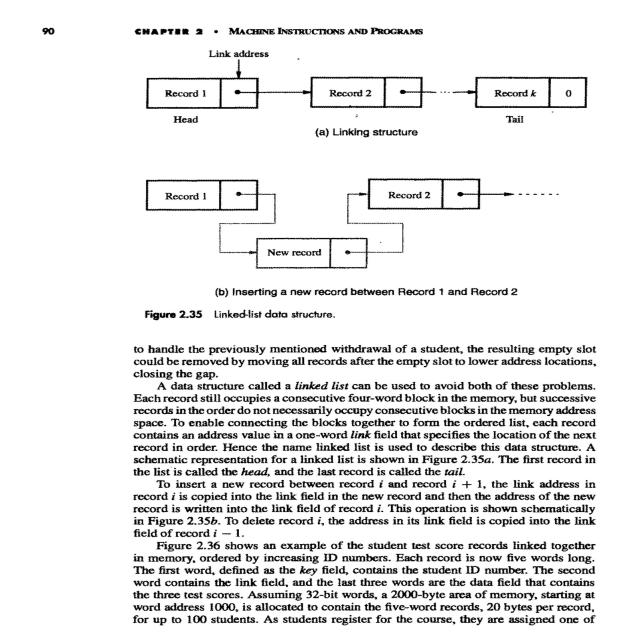 90 CHAPTER 2 • MACHINE INSTRUCTIONS AND PROGRAMS
Link address
Record 1 Record 2 ... Record k 0
Head Tail
(a) Linking structure
Record 1 Record 2
New record
(b) Inserting a new record between Record 1 and Record 2
Figure 2.35 Linked-list data structure.
to handle the previously mentioned withdrawal of a student, the resulting empty slot
could be removed by moving all records after the empty slot to lower address locations,
closing the gap.
A data structure called a linked list can be used to avoid both of these problems.
Each record still occupies a consecutive four-word block in the memory, but successive
records in the order do not necessarily occupy consecutive blocks in the memory address
space. To enable connecting the blocks together to form the ordered list, each record
contains an address value in a one-word link field that specifies the location of the next
record in order. Hence the name linked list is used to describe this data structure. A
schematic representation for a linked list is shown in Figure 2.35a. The first record in
the list is called the head, and the last record is called the tail.
To insert a new record between record i and record i + 1, the link address in
record i is copied into the link field in the new record and then the address of the new
record is written into the link field of record i. This operation is shown schematically
in Figure 2.35b. To delete record i, the address in its link field is copied into the link
field of record i − 1.
Figure 2.36 shows an example of the student test score records linked together
in memory, ordered by increasing ID numbers. Each record is now five words long.
The first word, defined as the key field, contains the student ID number. The second
word contains the link field, and the last three words are the data field that contains
the three test scores. Assuming 32-bit words, a 2000-byte area of memory, starting at
word address 1000, is allocated to contain the five-word records, 20 bytes per record,
for up to 100 students. As students register for the course, they are assigned one of